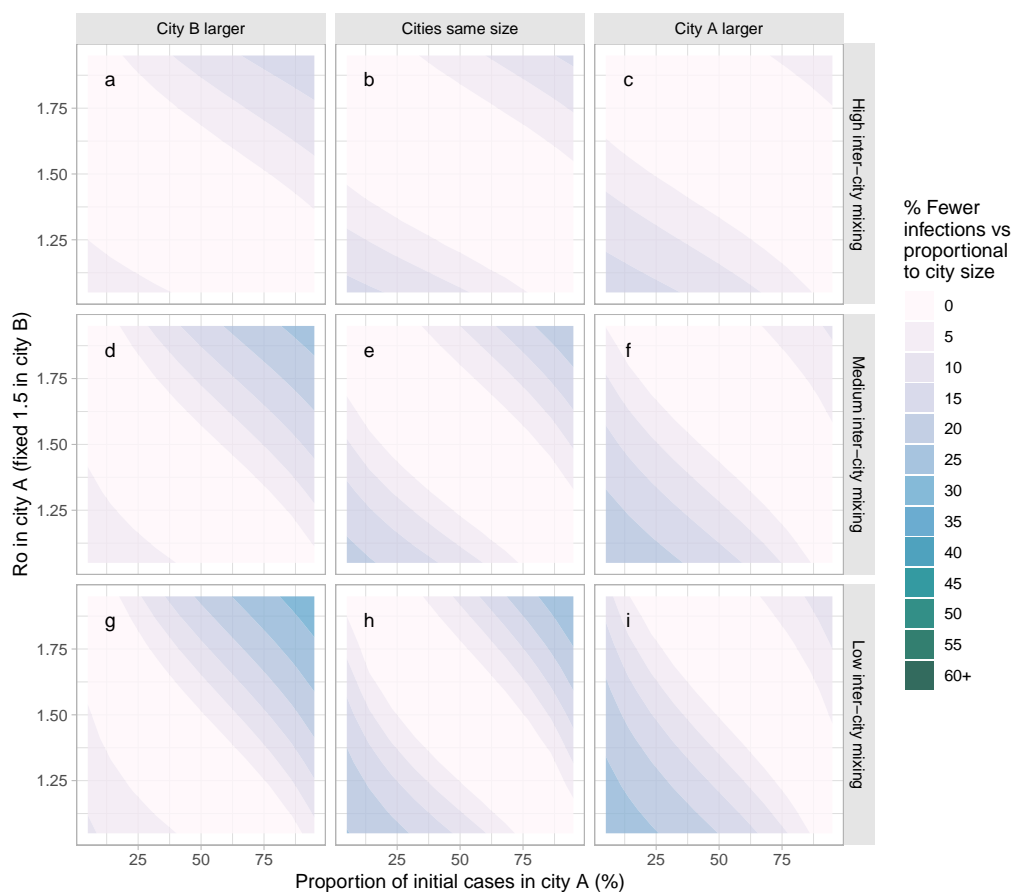 City B larger
Cities same size
City A larger
a
b
c
High inter−city mixing
1.75
1.50
1.25
d
e
f
Medium inter−city mixing
1.75
1.50
1.25
g
h
i
Low inter−city mixing
1.75
1.50
1.25
25
50
75
25
50
75
25
50
75
Ro in city A (fixed 1.5 in city B)
Proportion of initial cases in city A (%)
% Fewer
infections vs
proportional
to city size
0
5
10
15
20
25
30
35
40
45
50
55
60+